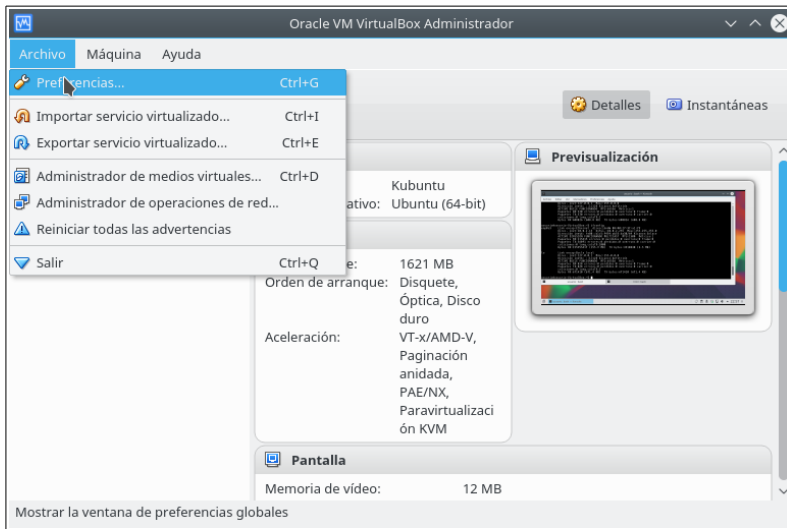 Oracle VM VirtualBox Administrador
Archivo Máquina Ayuda
Preferencias... Ctrl+G
Importar servicio virtualizado... Ctrl+I
Exportar servicio virtualizado... Ctrl+E
Administrador de medios virtuales... Ctrl+D
Administrador de operaciones de red...
Reiniciar todas las advertencias
Salir Ctrl+Q
Detalles Instantáneas
Kubuntu
ativo: Ubuntu (64-bit)
e: 1621 MB
Orden de arranque: Disquete,
Óptica, Disco
duro
Aceleración: VT-x/AMD-V,
Paginación
anidada,
PAE/NX,
Paravirtualizaci
ón KVM
Previsualización
Pantalla
Memoria de vídeo: 12 MB
Mostrar la ventana de preferencias globales